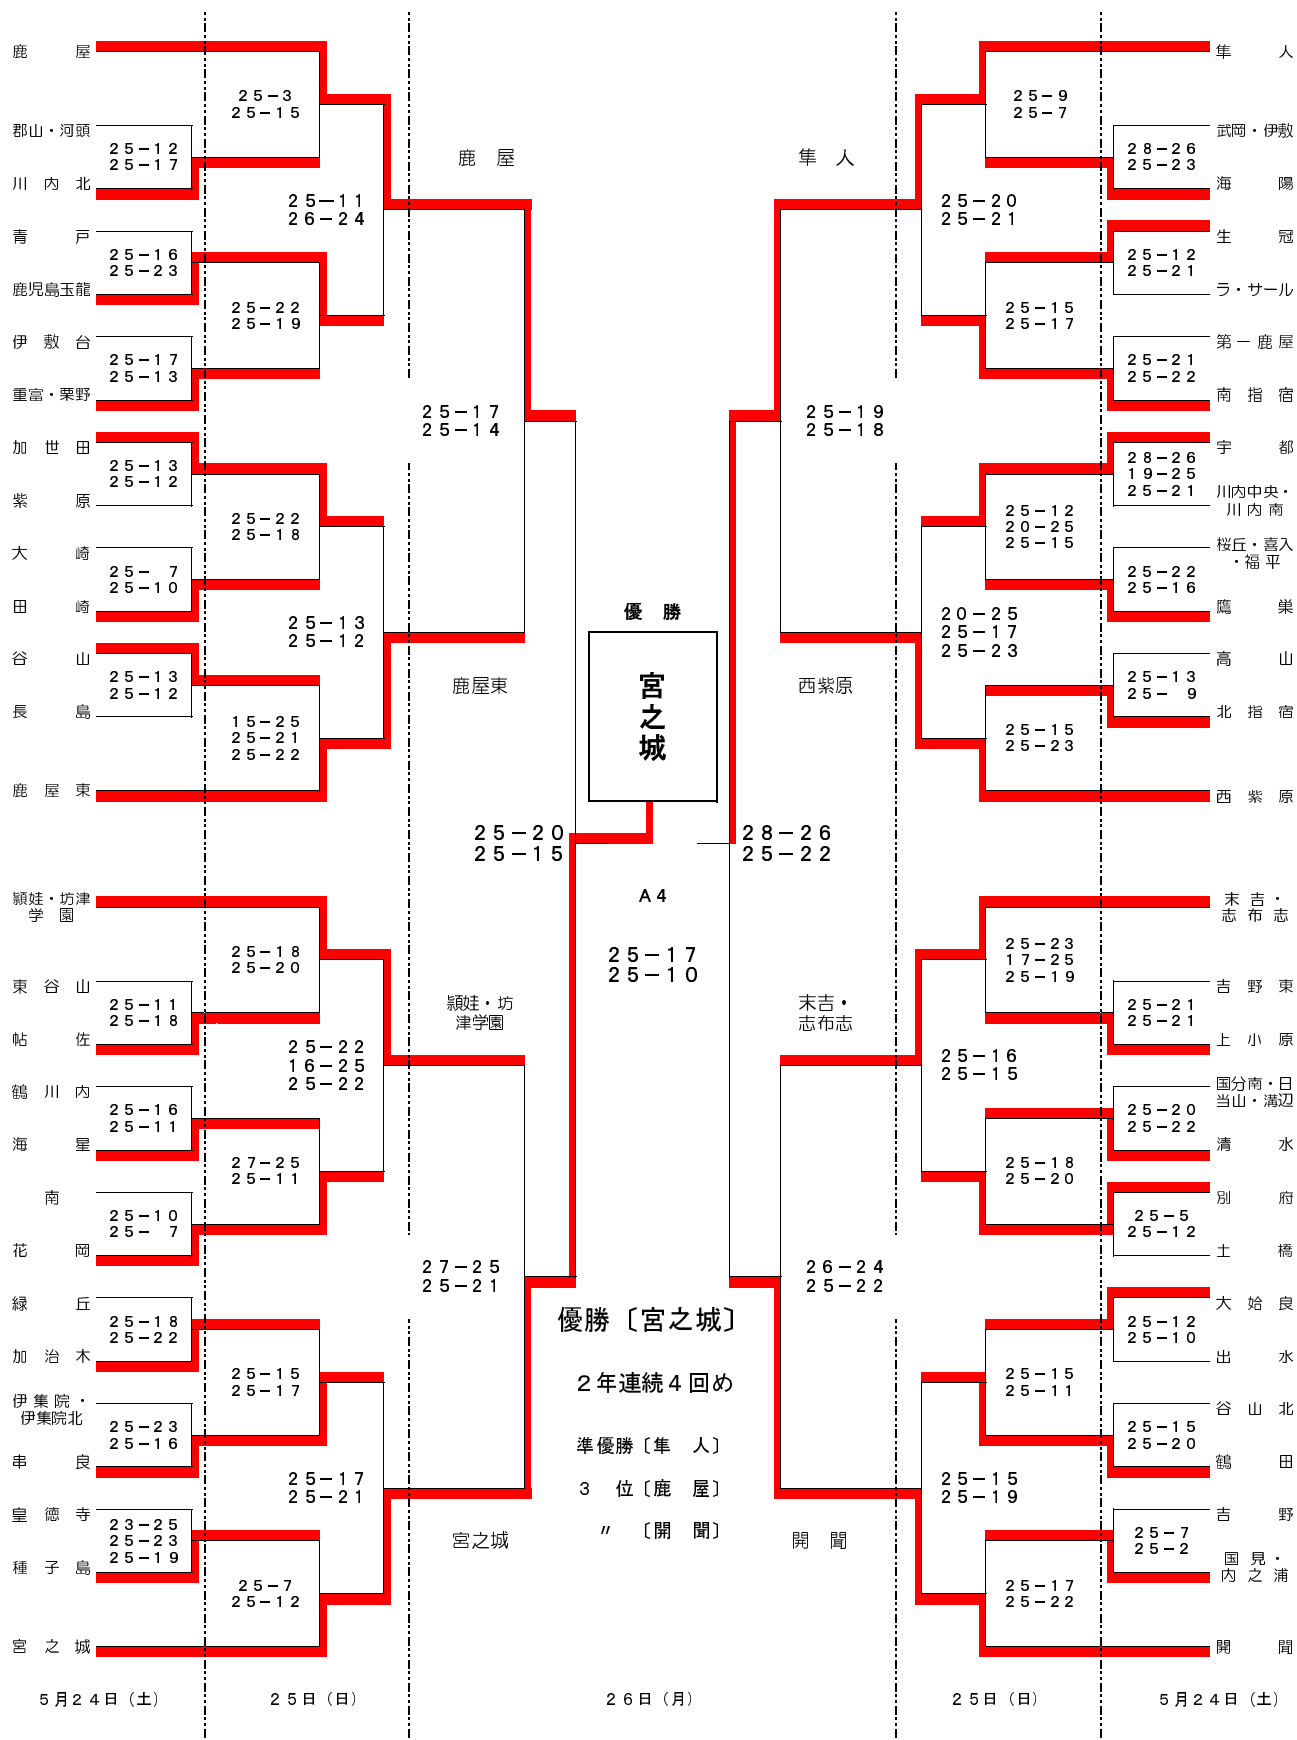 鹿　屋
郡山・河頭
川　内　北
青　戸
鹿児島玉龍
伊　敷　台
重富・栗野
加　世　田
紫　原
大　崎
田　崎
谷　山
長　島
鹿　屋　東
頴娃・坊津
学　園
東　谷　山
帖　佐
鶴　川　内
海　星
南
花　岡
緑　丘
加　治　木
伊　集　院・
伊集院北
串　良
皇　徳　寺
種　子　島
宮　之　城
25－12
25－17
25－16
25－23
25－17
25－13
25－13
25－12
25－　7
25－10
25－13
25－12
25－11
25－18
25－16
25－11
25－10
25－　7
25－18
25－22
25－23
25－16
23－25
25－23
25－19
25－3
25－15
25－22
25－19
25－22
25－18
15－25
25－21
25－22
25－18
25－20
27－25
25－11
25－15
25－17
25－7
25－12
25－11
26－24
25－13
25－12
25－22
16－25
25－22
25－17
25－21
鹿　屋
25－17
25－14
鹿屋東
頴娃・坊
津学園
27－25
25－21
宮之城
25－20
25－15
優　勝
宮之城
A4
25－17
25－10
優勝〔宮之城〕
2年連続4回め
準優勝〔隼　人〕
3　位〔鹿　屋〕
〃　〔開　聞〕
28－26
25－22
隼　人
25－19
25－18
西紫原
末吉・
志布志
26－24
25－22
開　聞
25－20
25－21
20－25
25－17
25－23
25－16
25－15
25－15
25－19
25－9
25－7
25－15
25－17
25－12
20－25
25－15
25－15
25－23
25－23
17－25
25－19
25－18
25－20
25－15
25－11
25－17
25－22
28－26
25－23
25－12
25－21
25－21
25－22
28－26
19－25
25－21
25－22
25－16
25－13
25－　9
25－21
25－21
25－20
25－22
25－5
25－12
25－12
25－10
25－15
25－20
25－7
25－2
隼　人
武岡・伊敷
海　陽
生　冠
ラ・サール
第一鹿屋
南　指　宿
宇　都
川内中央・
川　内　南
桜丘・喜入
・福　平
鷹　巣
高　山
北　指　宿
西　紫　原
末　吉・
志　布　志
吉　野　東
上　小　原
国分南・日
当山・溝辺
清　水
別　府
土　橋
大　姶　良
出　水
谷　山　北
鶴　田
吉　野
国　見・
内　之　浦
開　聞
5月24日（土）
25日（日）
26日（月）
25日（日）
5月24日（土）